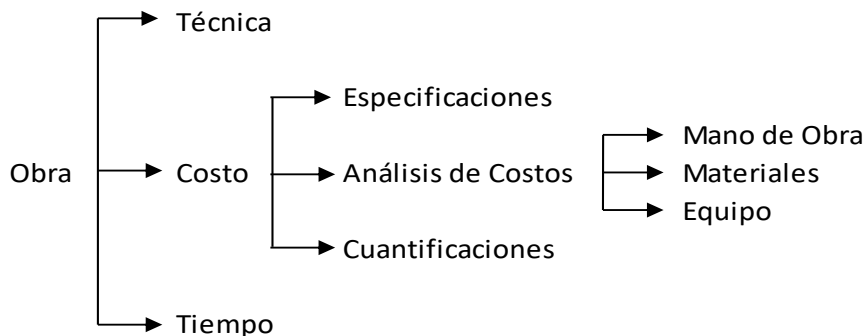 Técnica
Especificaciones
Mano de Obra
Obra
Costo
Análisis de Costos
Materiales
Equipo
Cuantificaciones
Tiempo